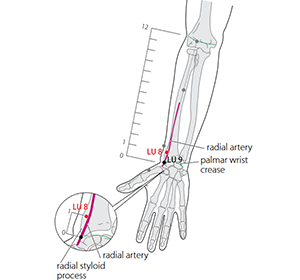 12
LU 8
1
0
LU 9
radial artery
palmar wrist
crease
LU 8
1
0
radial artery
radial styloid
process